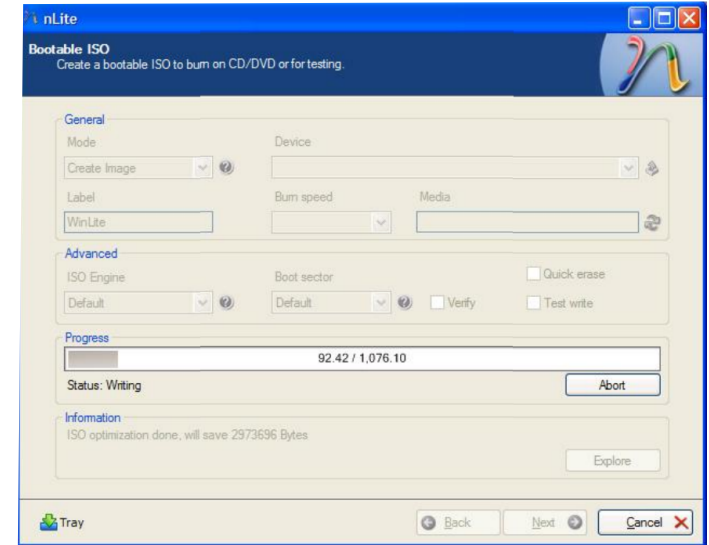 nLite
Bootable ISO
Create a bootable ISO to burn on CD/DVD or for testing.
General
Mode Device
Create Image
Label Burn speed Media
WinLite
Advanced
ISO Engine Boot sector Quick erase
Default Default Verify Test write
Progress
92.42 / 1,076.10
Status: Writing Abort
Information
ISO optimization done, will save 2973696 Bytes
Explore
Tray Back Next Cancel